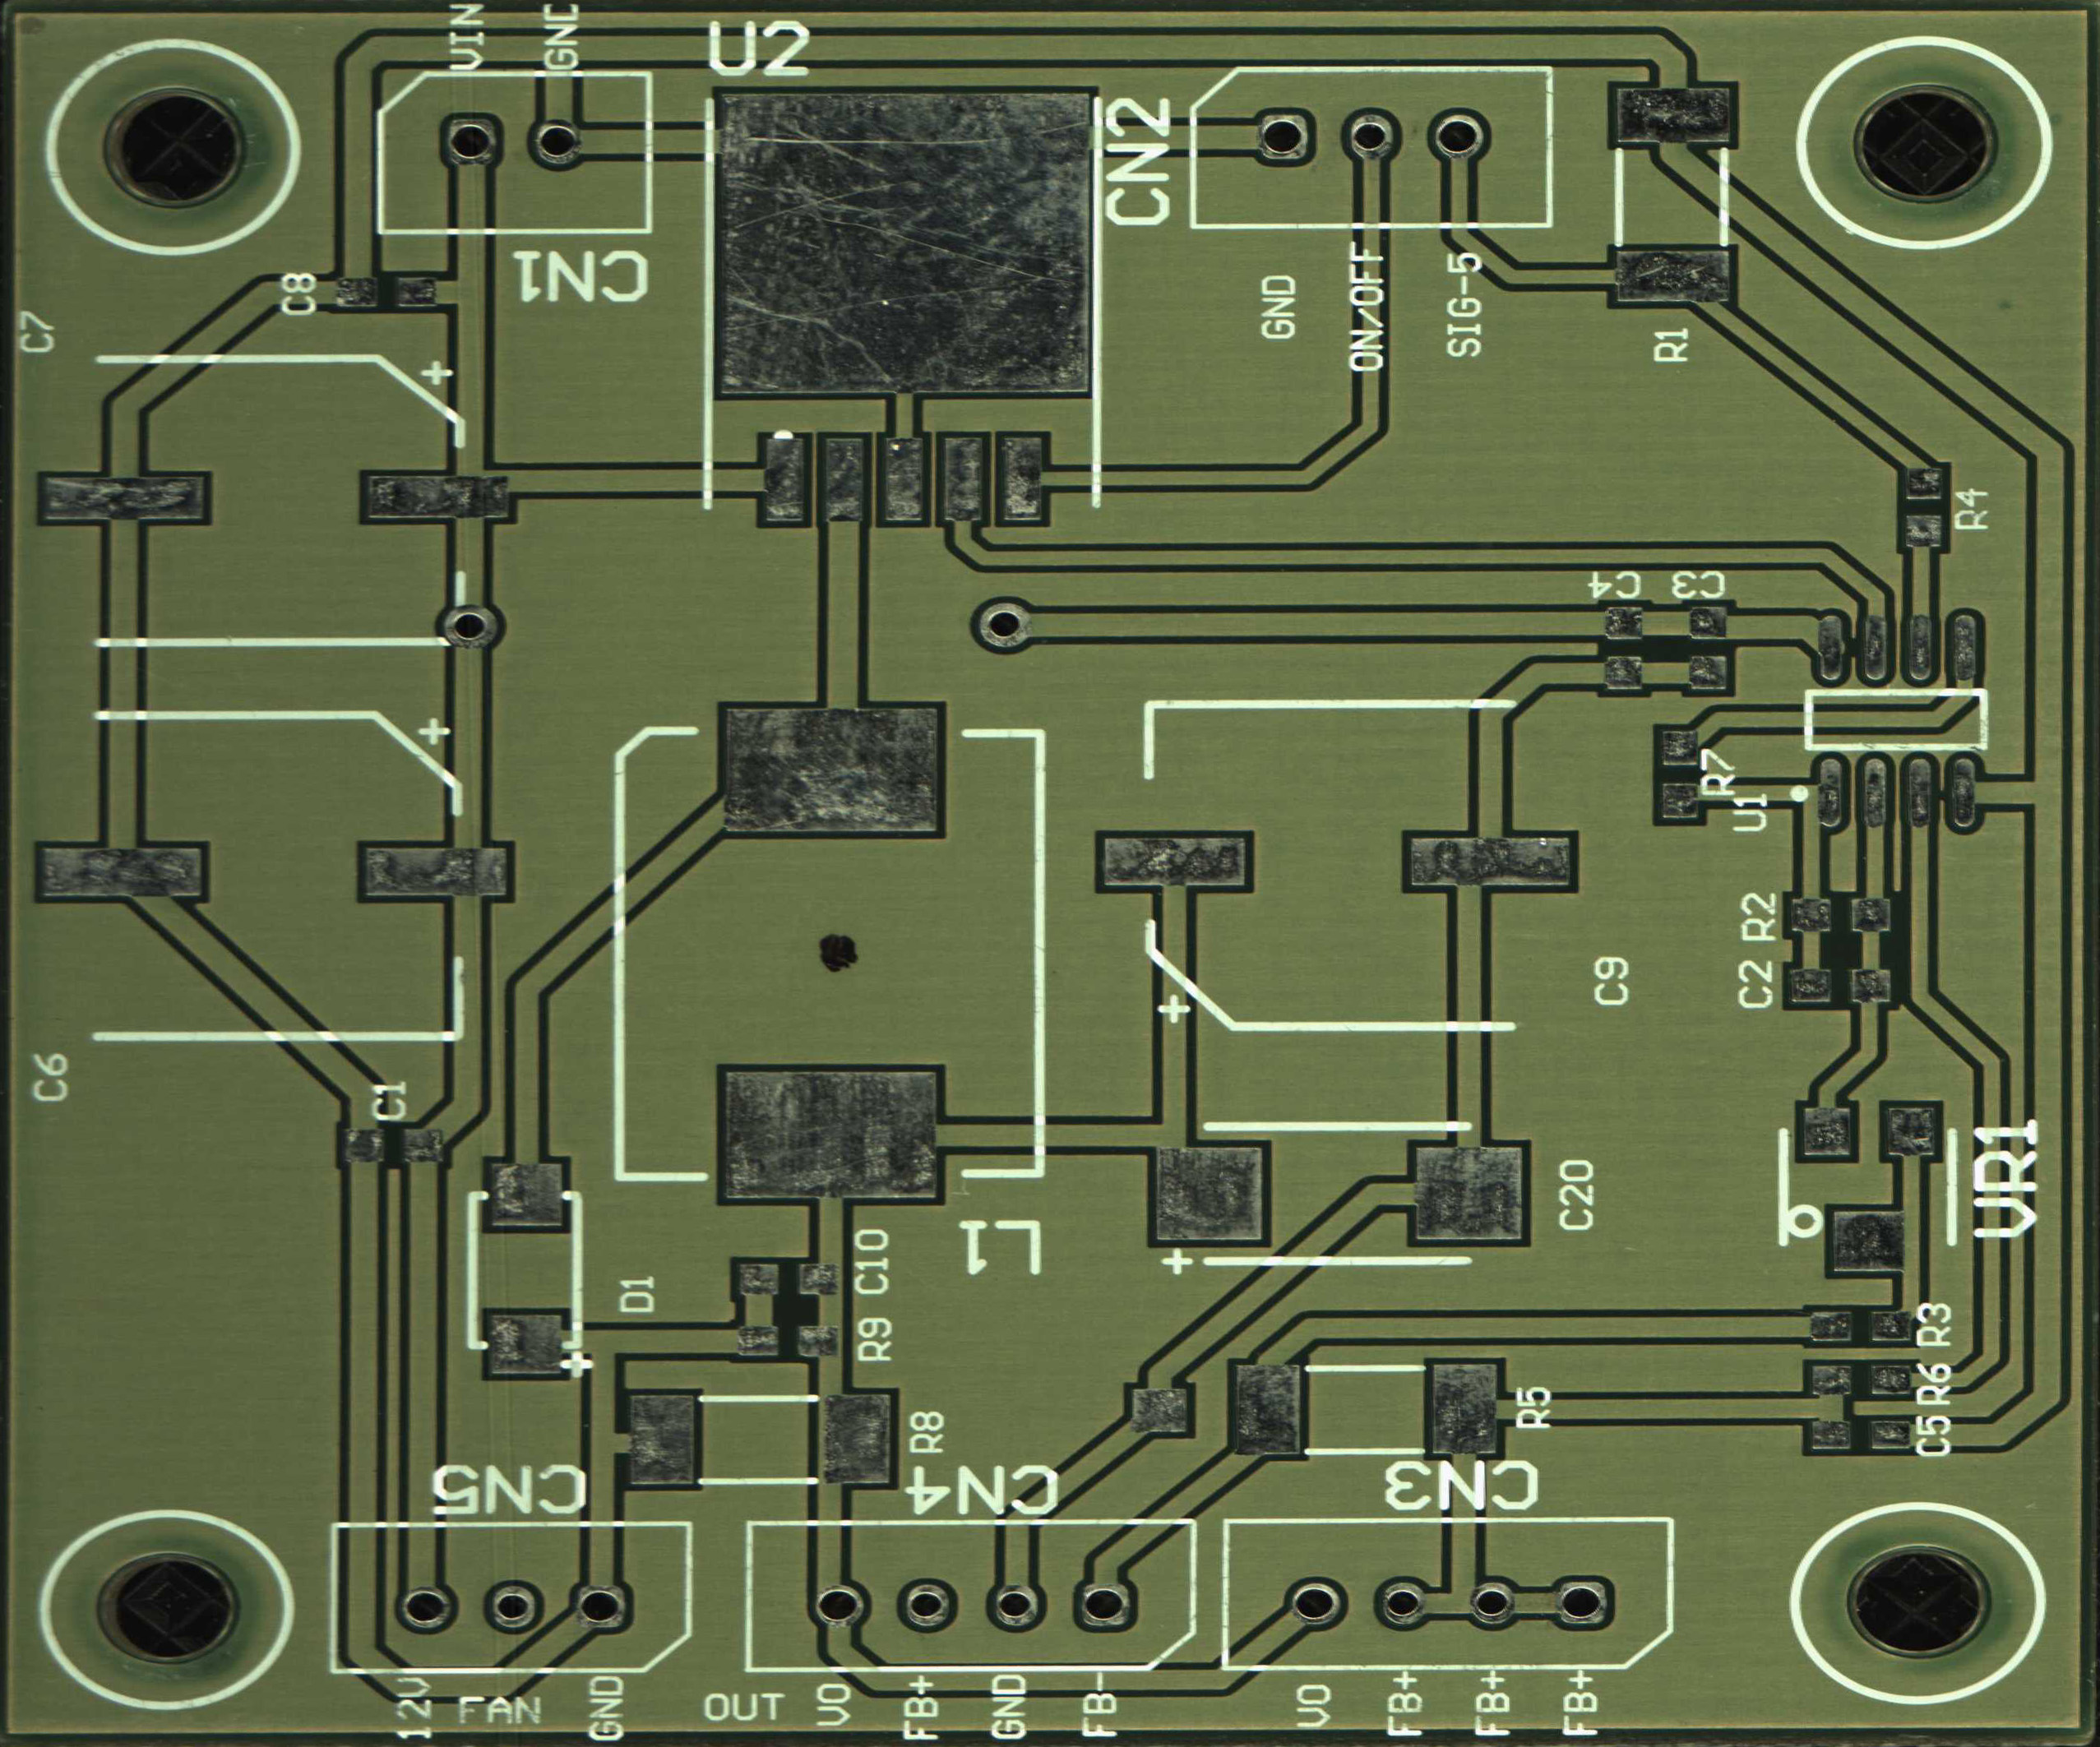 VIN
GND
U2
CN2
CN1
C8
C7
GND
ON/OFF
SIG-5
R1
+
R4
C4
C3
+
R7
U1
R2
C9
C2
+
C6
C1
VR1
C20
L1
+
C10
D1
R9
R3
+
R6
R5
R8
C5
CN5
CN4
CN3
12V
FAN
GND
OUT
VO
FB+
GND
FB-
VO
FB+
FB+
FB+